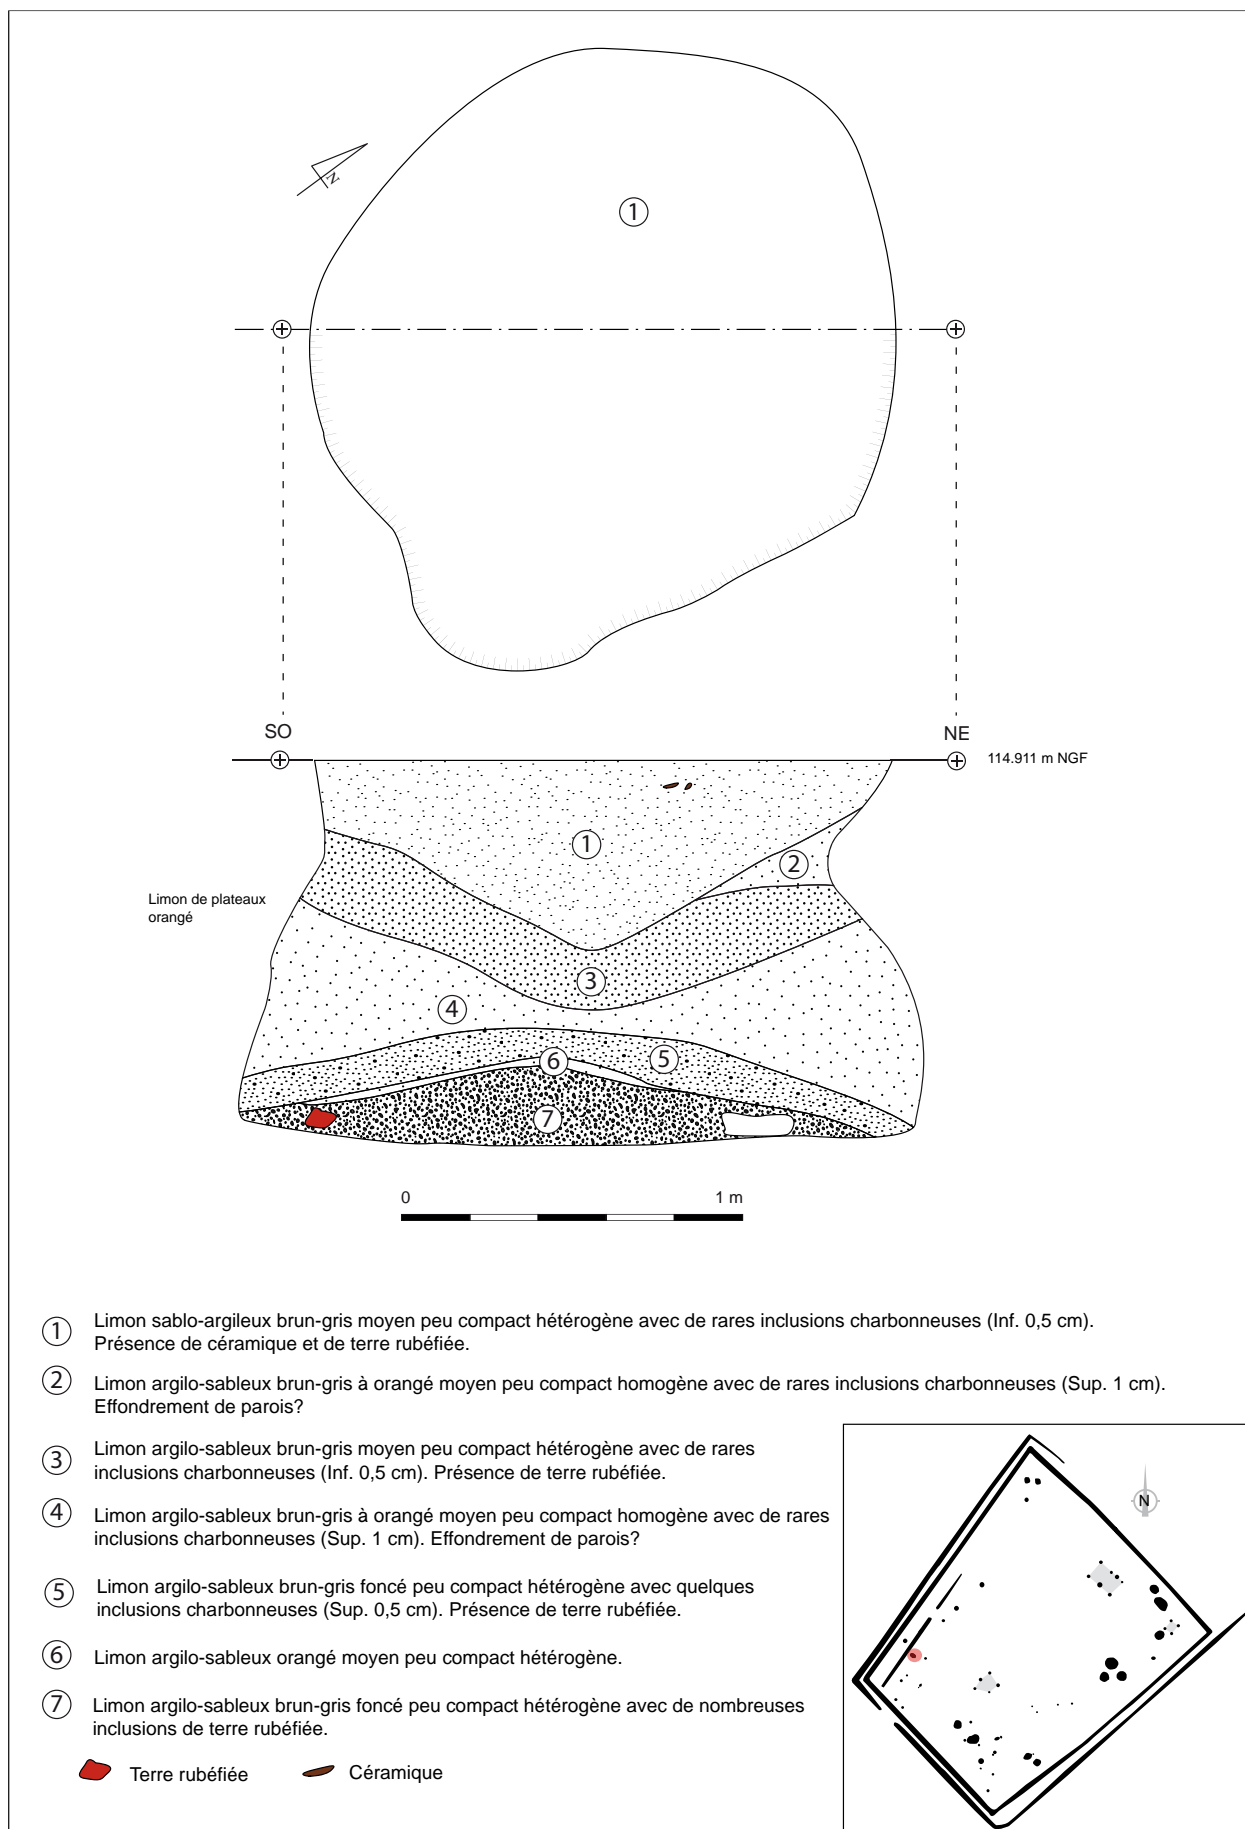 N
1
SO
NE
114.911 m NGF
1
2
Limon de plateaux
orangé
3
4
5
6
7
0 1 m
1 Limon sablo-argileux brun-gris moyen peu compact hétérogène avec de rares inclusions charbonneuses (Inf. 0,5 cm).
Présence de céramique et de terre rubéfiée.
2 Limon argilo-sableux brun-gris à orangé moyen peu compact homogène avec de rares inclusions charbonneuses (Sup. 1 cm).
Effondrement de parois?
3 Limon argilo-sableux brun-gris moyen peu compact hétérogène avec de rares
inclusions charbonneuses (Inf. 0,5 cm). Présence de terre rubéfiée.
4 Limon argilo-sableux brun-gris à orangé moyen peu compact homogène avec de rares
inclusions charbonneuses (Sup. 1 cm). Effondrement de parois?
5 Limon argilo-sableux brun-gris foncé peu compact hétérogène avec quelques
inclusions charbonneuses (Sup. 0,5 cm). Présence de terre rubéfiée.
6 Limon argilo-sableux orangé moyen peu compact hétérogène.
7 Limon argilo-sableux brun-gris foncé peu compact hétérogène avec de nombreuses
inclusions de terre rubéfiée.
Terre rubéfiée Céramique
N